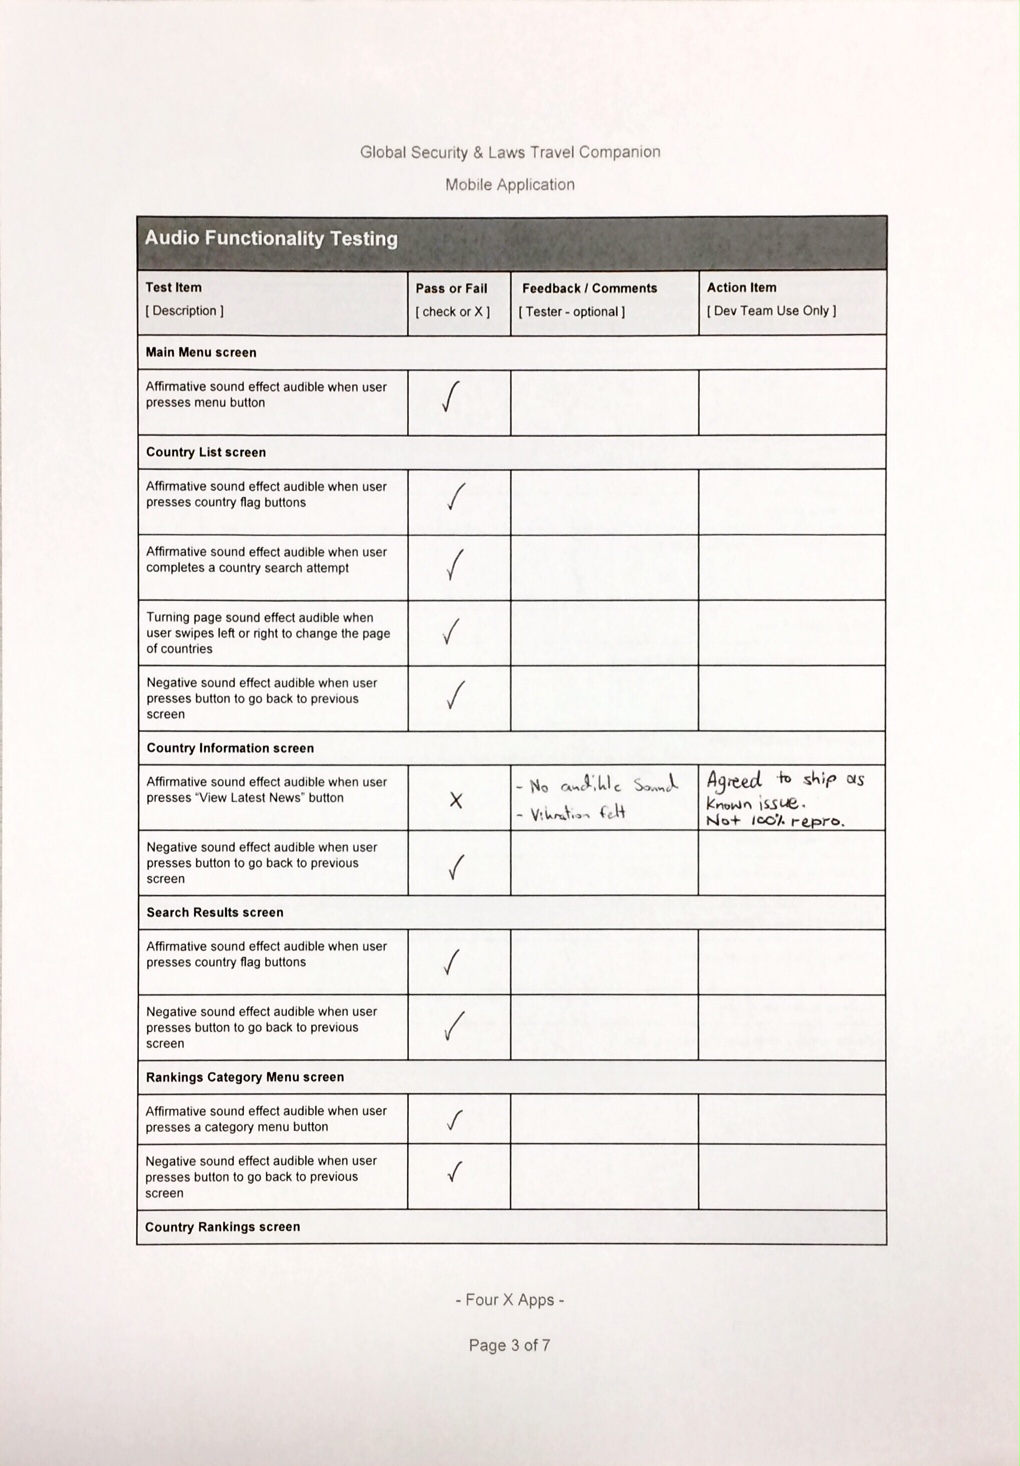 Global Security & Laws Travel Companion
Mobile Application
Audio Functionality Testing
Test Item
[ Description ]
Pass or Fail
[ check or X ]
Feedback / Comments
[ Tester - optional ]
Action Item
[ Dev Team Use Only ]
Main Menu screen
Affirmative sound effect audible when user
presses menu button
✓
Country List screen
Affirmative sound effect audible when user
presses country flag buttons
✓
Affirmative sound effect audible when user
completes a country search attempt
✓
Turning page sound effect audible when
user swipes left or right to change the page
of countries
✓
Negative sound effect audible when user
presses button to go back to previous
screen
✓
Country Information screen
Affirmative sound effect audible when user
presses "View Latest News" button
X
- No audible Sound
- Vibration felt
Agreed to ship as
known issue.
Not 100% repro.
Negative sound effect audible when user
presses button to go back to previous
screen
✓
Search Results screen
Affirmative sound effect audible when user
presses country flag buttons
✓
Negative sound effect audible when user
presses button to go back to previous
screen
✓
Rankings Category Menu screen
Affirmative sound effect audible when user
presses a category menu button
✓
Negative sound effect audible when user
presses button to go back to previous
screen
✓
Country Rankings screen
- Four X Apps -
Page 3 of 7